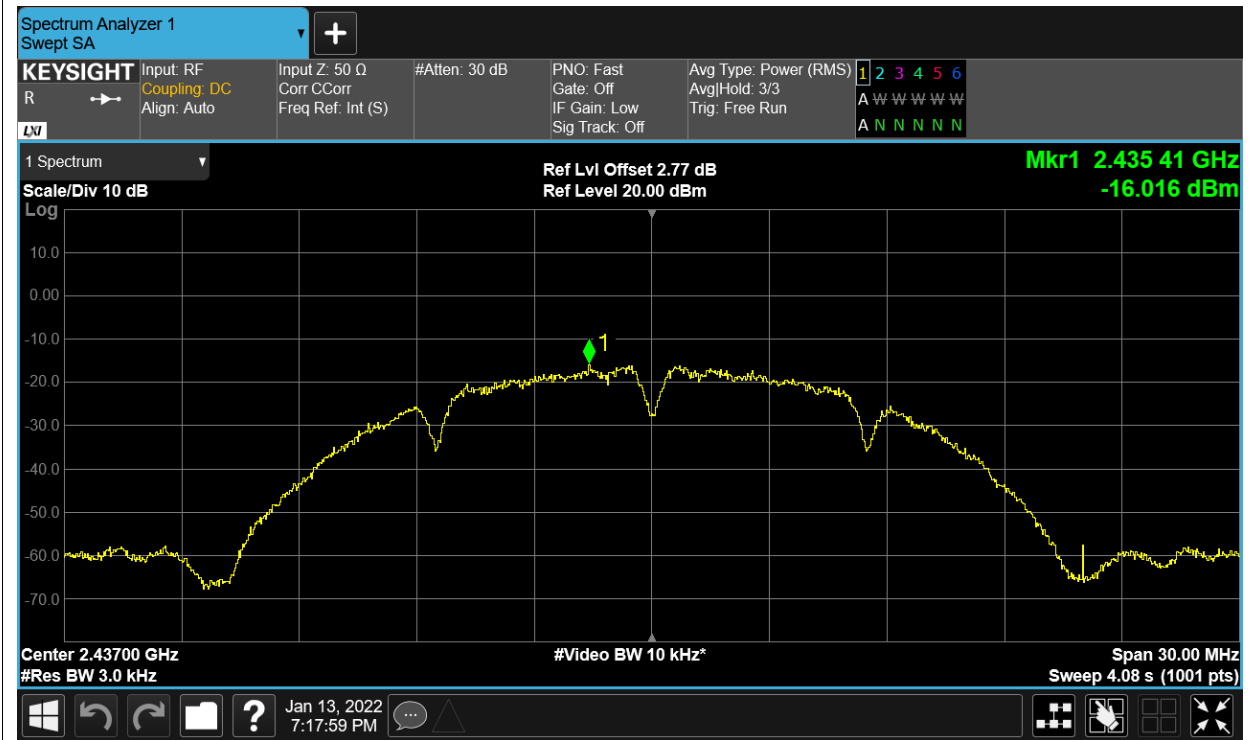 Spectrum Analyzer 1
Swept SA
KEYSIGHT
R
LXI
Input: RF
Coupling: DC
Align: Auto
Input Z: 50 Ω
Corr CCorr
Freq Ref: Int (S)
#Atten: 30 dB
PNO: Fast
Gate: Off
IF Gain: Low
Sig Track: Off
Avg Type: Power (RMS)
Avg|Hold: 3/3
Trig: Free Run
1 2 3 4 5 6
A W W W W W
A N N N N N
1 Spectrum
Scale/Div 10 dB
Log
Ref Lvl Offset 2.77 dB
Ref Level 20.00 dBm
Mkr1 2.435 41 GHz
-16.016 dBm
10.0
0.00
-10.0
-20.0
-30.0
-40.0
-50.0
-60.0
-70.0
1
Center 2.43700 GHz
#Res BW 3.0 kHz
#Video BW 10 kHz*
Span 30.00 MHz
Sweep 4.08 s (1001 pts)
?
Jan 13, 2022
7:17:59 PM